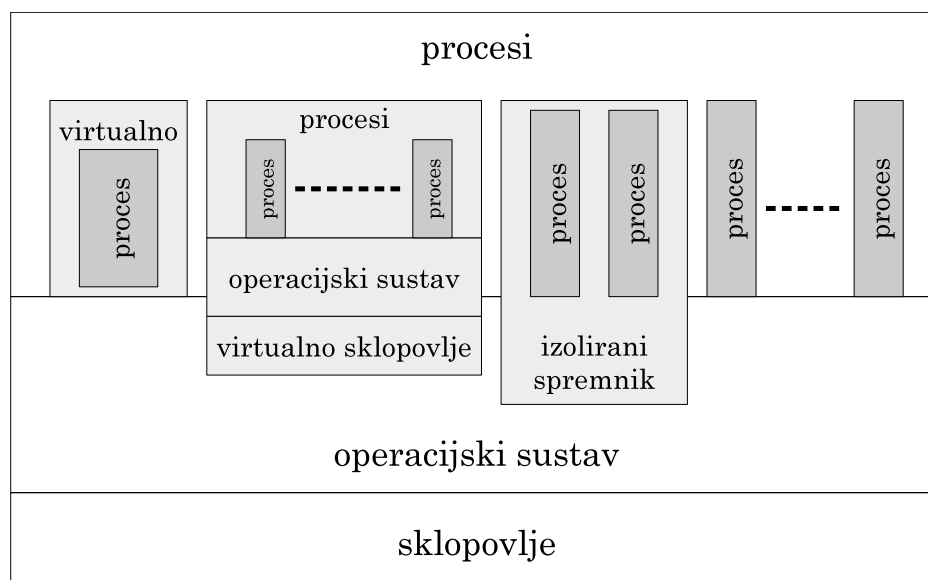 procesi
virtualno
proces
procesi
proces
proces
operacijski sustav
virtualno sklopovlje
proces
proces
izolirani
spremnik
proces
proces
operacijski sustav
sklopovlje